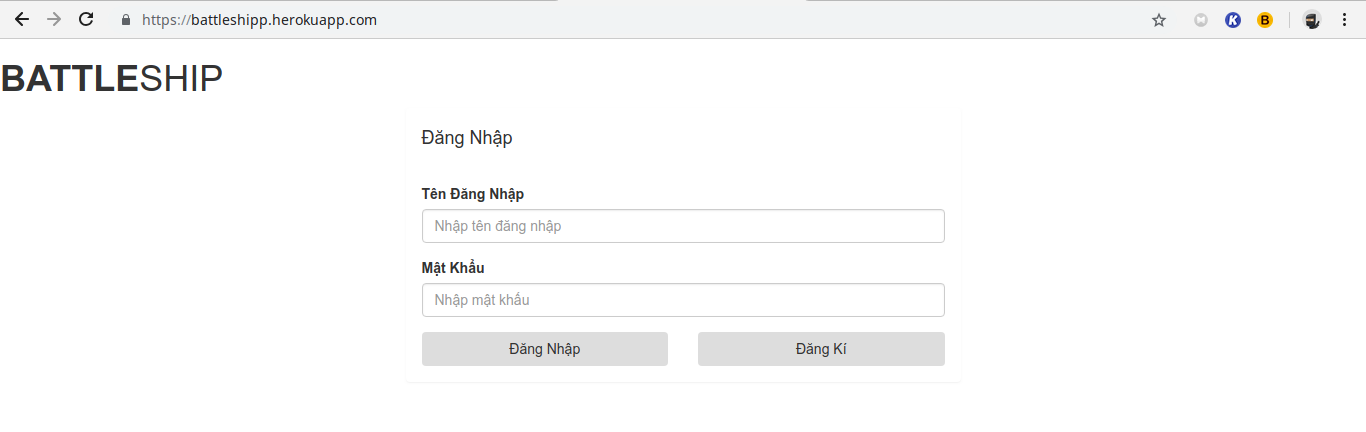 https://battleshipp.herokuapp.com
K
B
BATTLESHIP
Đăng Nhập
Tên Đăng Nhập
Nhập tên đăng nhập
Mật Khẩu
Nhập mật khẩu
Đăng Nhập
Đăng Kí